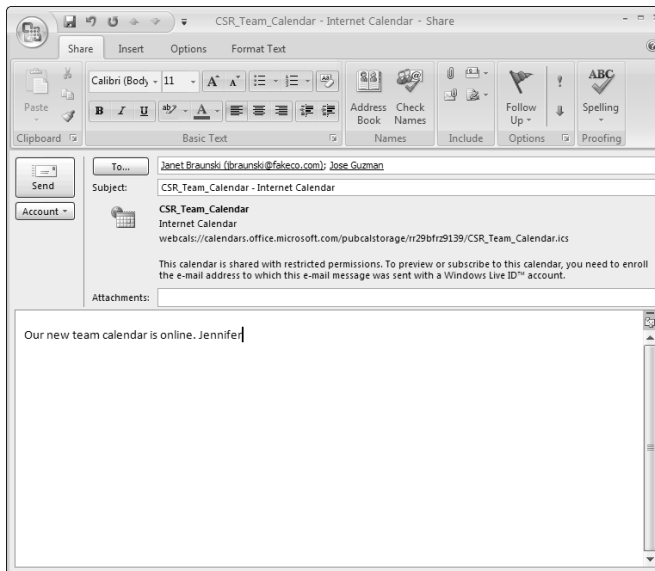 CSR_Team_Calendar - Internet Calendar - Share
Share Insert Options Format Text
Calibri (Body 11 A A ABC ABC
Paste B I U ab A Address Book Check Names Follow Up Spelling
Clipboard Basic Text Names Include Options Proofing
To... Janet Braunski (jbraunski@fakeco.com); Jose Guzman
Send
Subject: CSR_Team_Calendar - Internet Calendar
Account
CSR_Team_Calendar
Internet Calendar
webcals://calendars.office.microsoft.com/pubcalstorage/rr29bfrz9139/CSR_Team_Calendar.ics
This calendar is shared with restricted permissions. To preview or subscribe to this calendar, you need to enroll
the e-mail address to which this e-mail message was sent with a Windows Live ID™ account.
Attachments:
Our new team calendar is online. Jennifer